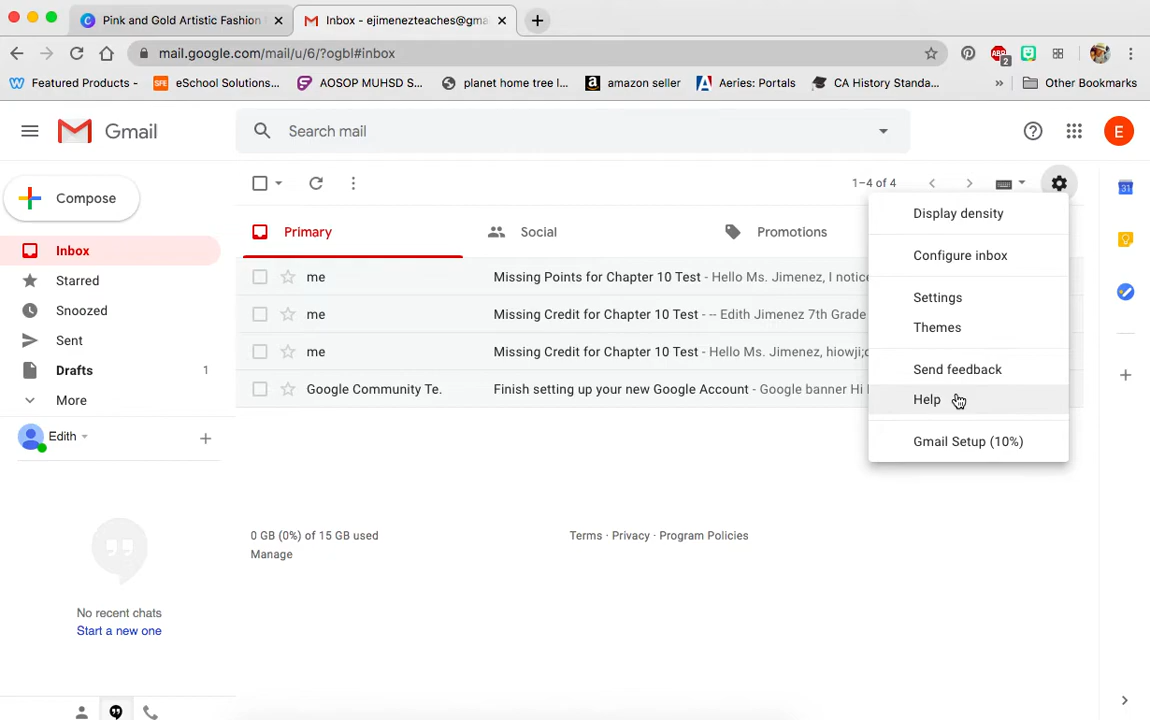 Pink and Gold Artistic Fashion
Inbox - ejimenezteaches@gma
mail.google.com/mail/u/6/?ogbl#inbox
ABP
2
Featured Products -
SFE
eSchool Solutions...
AOSOP MUHSD S...
planet home tree l...
amazon seller
Aeries: Portals
CA History Standa...
»
Other Bookmarks
Gmail
Search mail
E
Compose
1–4 of 4
31
Primary
Social
Promotions
Display density
Configure inbox
Settings
Themes
Send feedback
Help
Gmail Setup (10%)
Inbox
Starred
Snoozed
Sent
Drafts 1
More
me Missing Points for Chapter 10 Test - Hello Ms. Jimenez, I notice
me Missing Credit for Chapter 10 Test - -- Edith Jimenez 7th Grade
me Missing Credit for Chapter 10 Test - Hello Ms. Jimenez, hiowji;c
Google Community Te. Finish setting up your new Google Account - Google banner Hi
Edith
0 GB (0%) of 15 GB used
Manage
Terms · Privacy · Program Policies
No recent chats
Start a new one